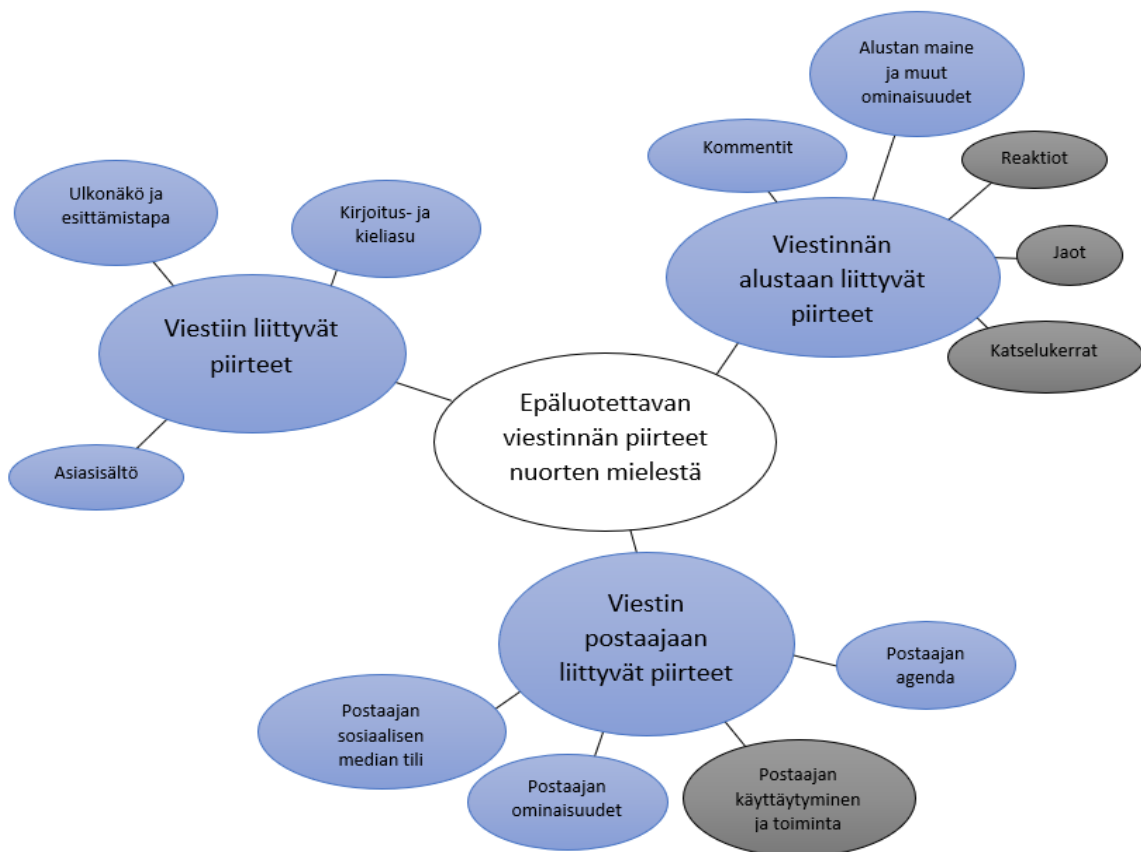 Alustan maine
ja muut
ominaisuudet
Kommentit
Reaktiot
Ulkonäkö ja
esittämistapa
Kirjoitus- ja
kieliasu
Viestinnän
alustaan liittyvät
piirteet
Jaot
Viestiin liittyvät
piirteet
Katselukerrat
Epäluotettavan
viestinnän piirteet
nuorten mielestä
Asiasisältö
Viestin
postaajaan
liittyvät piirteet
Postaajan
agenda
Postaajan
sosiaalisen
median tili
Postaajan
ominaisuudet
Postaajan
käyttäytyminen
ja toiminta